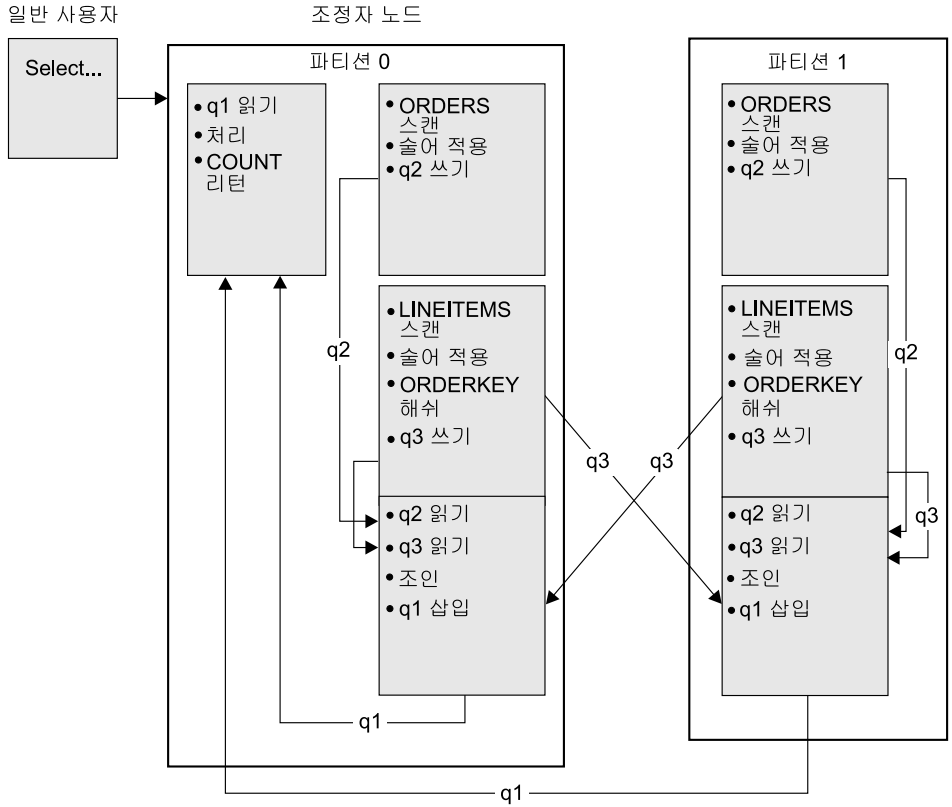 일반 사용자
조정자 노드
Select...
파티션 0
• q1 읽기
• 처리
• COUNT
리턴
• ORDERS
스캔
• 술어 적용
• q2 쓰기
q2
• LINEITEMS
스캔
• 술어 적용
• ORDERKEY
해쉬
• q3 쓰기
• q2 읽기
• q3 읽기
• 조인
• q1 삽입
q1
q3
q3
파티션 1
• ORDERS
스캔
• 술어 적용
• q2 쓰기
q2
• LINEITEMS
스캔
• 술어 적용
• ORDERKEY
해쉬
• q3 쓰기
q3
• q2 읽기
• q3 읽기
• 조인
• q1 삽입
q1